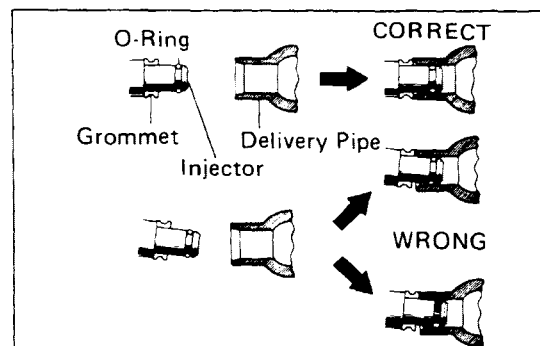 O-Ring
CORRECT
Grommet
Injector
Delivery Pipe
WRONG